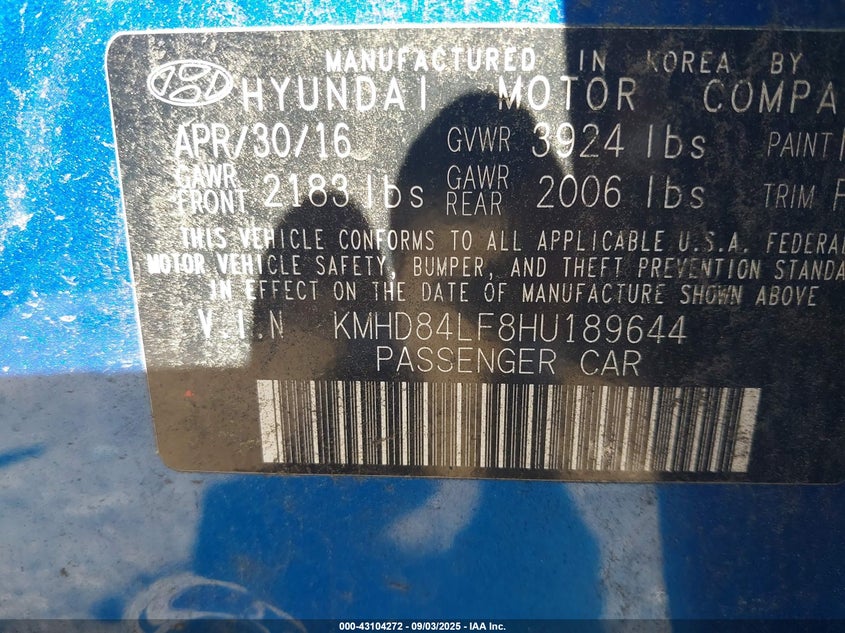 MANUFACTURED IN KOREA BY
HYUNDAI MOTOR COMPA
APR/30/16 GVWR 3924 lbs PAINT
GAWR FRONT 2183 lbs GAWR REAR 2006 lbs TRIM
THIS VEHICLE CONFORMS TO ALL APPLICABLE U.S.A. FEDERAL
MOTOR VEHICLE SAFETY, BUMPER, AND THEFT PREVENTION STANDA
IN EFFECT ON THE DATE OF MANUFACTURE SHOWN ABOVE
V.I.N KMHD84LF8HU189644
PASSENGER CAR
000-43104272 - 09/03/2025 - IAA Inc.